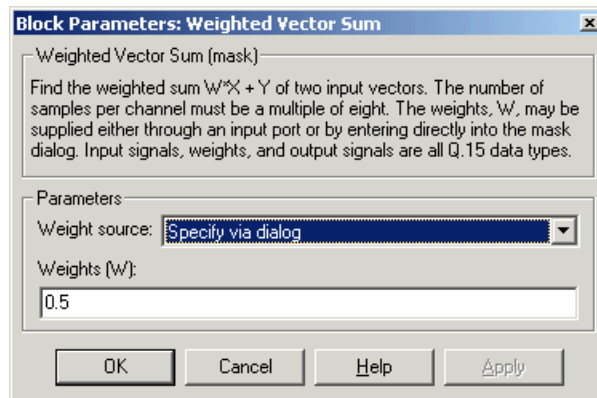 Block Parameters: Weighted Vector Sum
Weighted Vector Sum (mask)
Find the weighted sum W*X + Y of two input vectors. The number of
samples per channel must be a multiple of eight. The weights, W, may be
supplied either through an input port or by entering directly into the mask
dialog. Input signals, weights, and output signals are all Q.15 data types.
Parameters
Weight source: Specify via dialog
Weights (W):
0.5
OK Cancel Help Apply